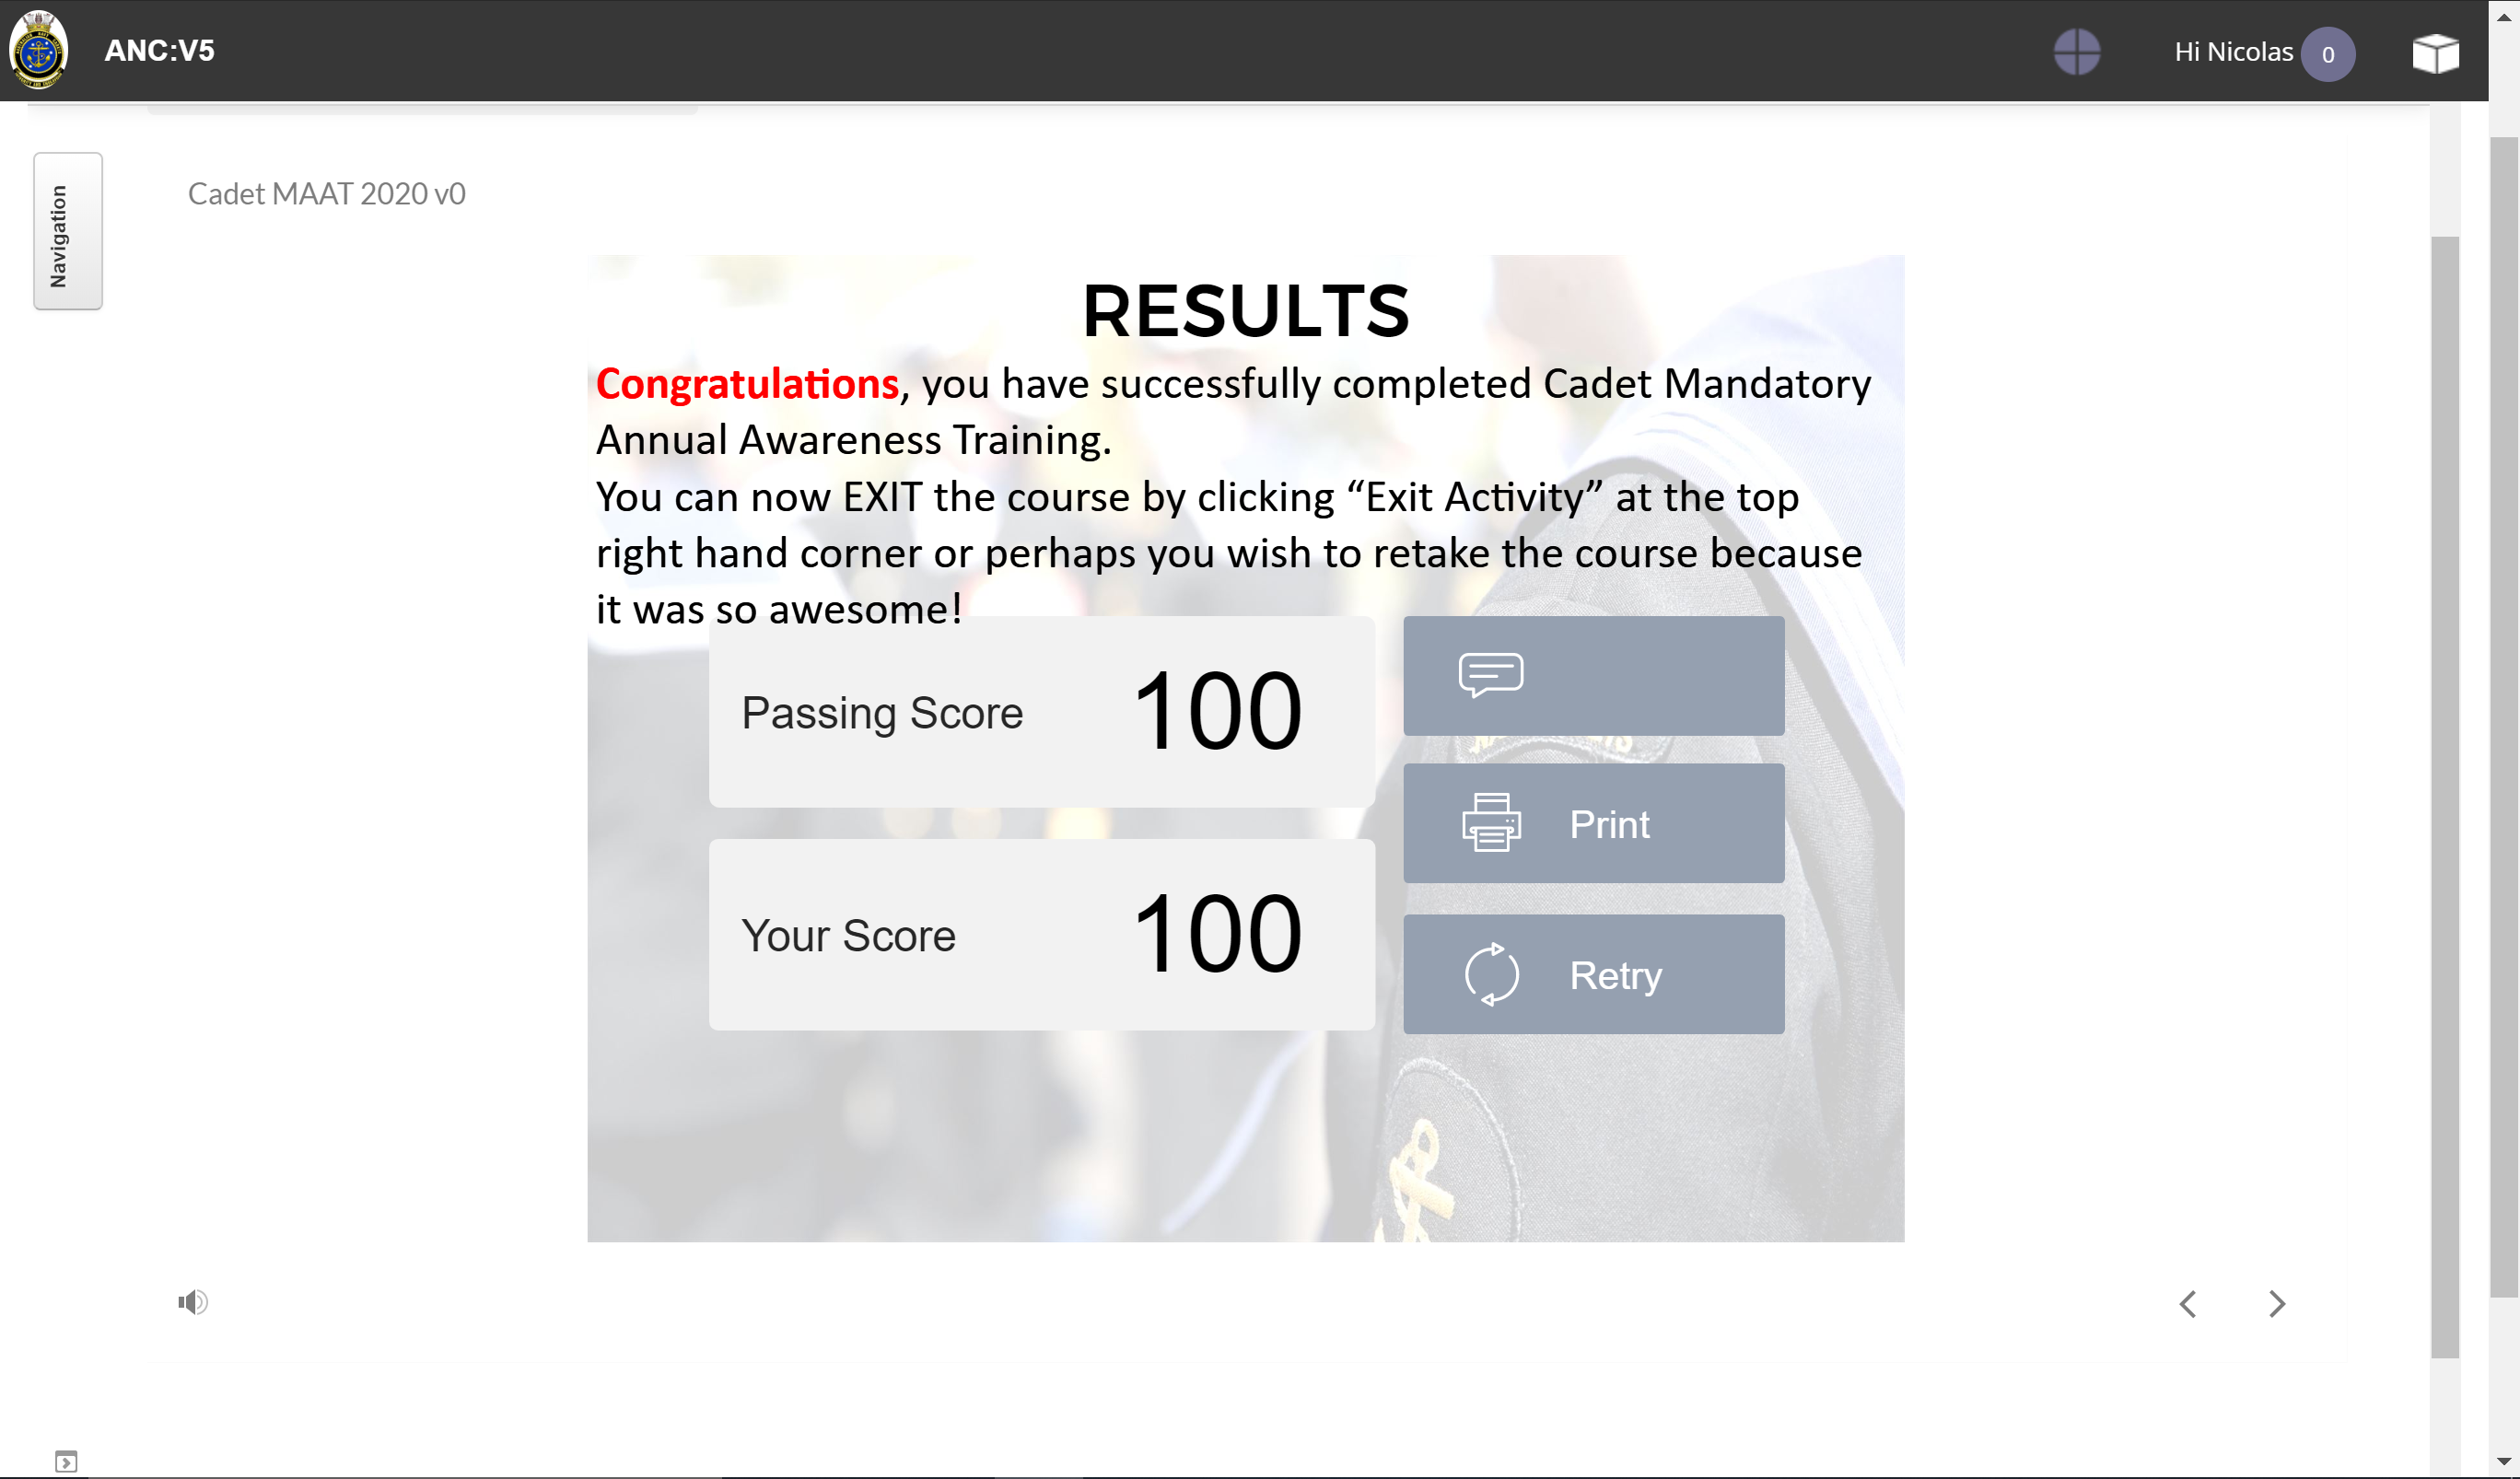 ANC:V5
Hi Nicolas 0
Navigation
Cadet MAAT 2020 v0
RESULTS
Congratulations, you have successfully completed Cadet Mandatory
Annual Awareness Training.
You can now EXIT the course by clicking “Exit Activity” at the top
right hand corner or perhaps you wish to retake the course because
it was so awesome!
Passing Score 100
Print
Your Score 100
Retry